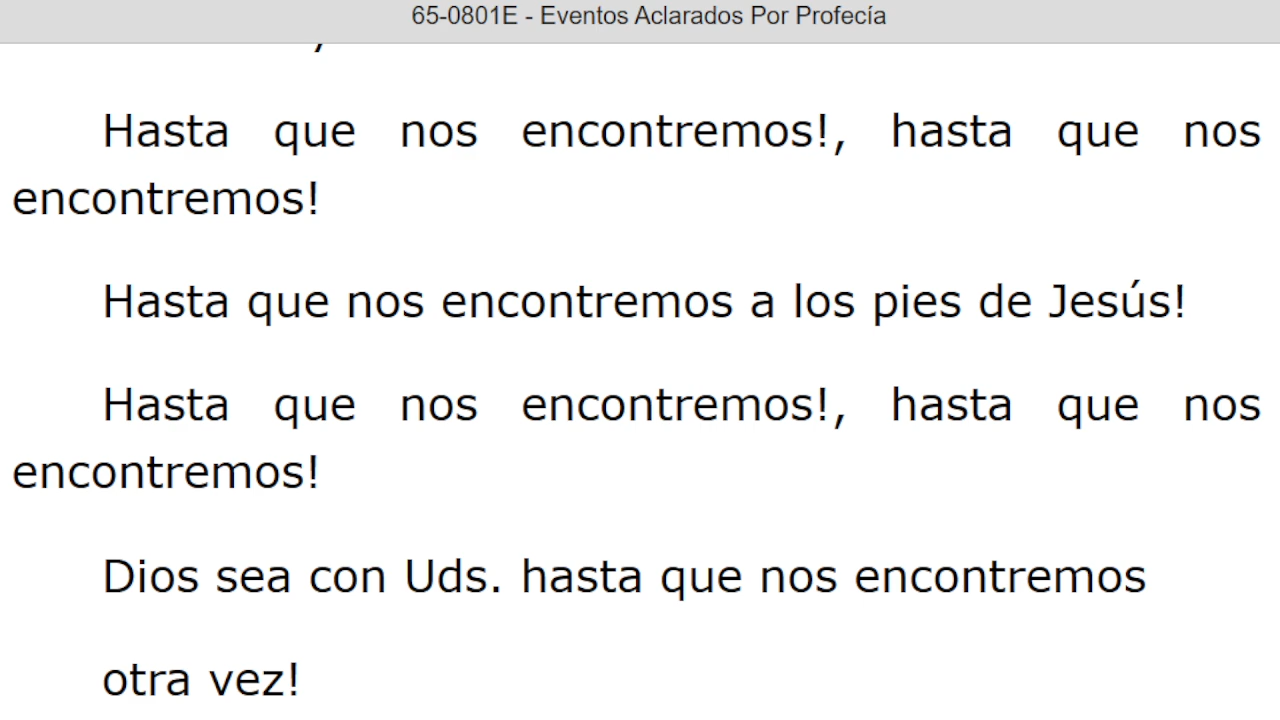 65-0801E - Eventos Aclarados Por Profecía
Hasta que nos encontremos!, hasta que nos
encontremos!
Hasta que nos encontremos a los pies de Jesús!
Hasta que nos encontremos!, hasta que nos
encontremos!
Dios sea con Uds. hasta que nos encontremos
otra vez!